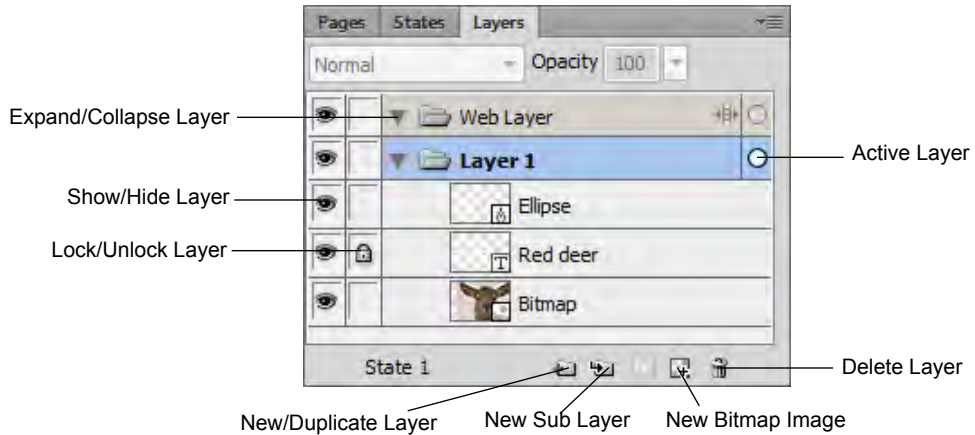 Pages States Layers
Normal Opacity 100
Expand/Collapse Layer
Web Layer
Layer 1
Active Layer
Show/Hide Layer
Ellipse
Lock/Unlock Layer
T Red deer
Bitmap
State 1
Delete Layer
New/Duplicate Layer
New Sub Layer
New Bitmap Image